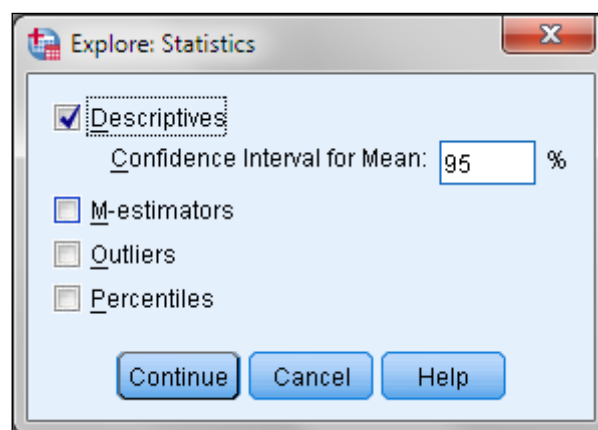 Explore: Statistics
Descriptives
Confidence Interval for Mean: 95 %
M-estimators
Outliers
Percentiles
Continue Cancel Help